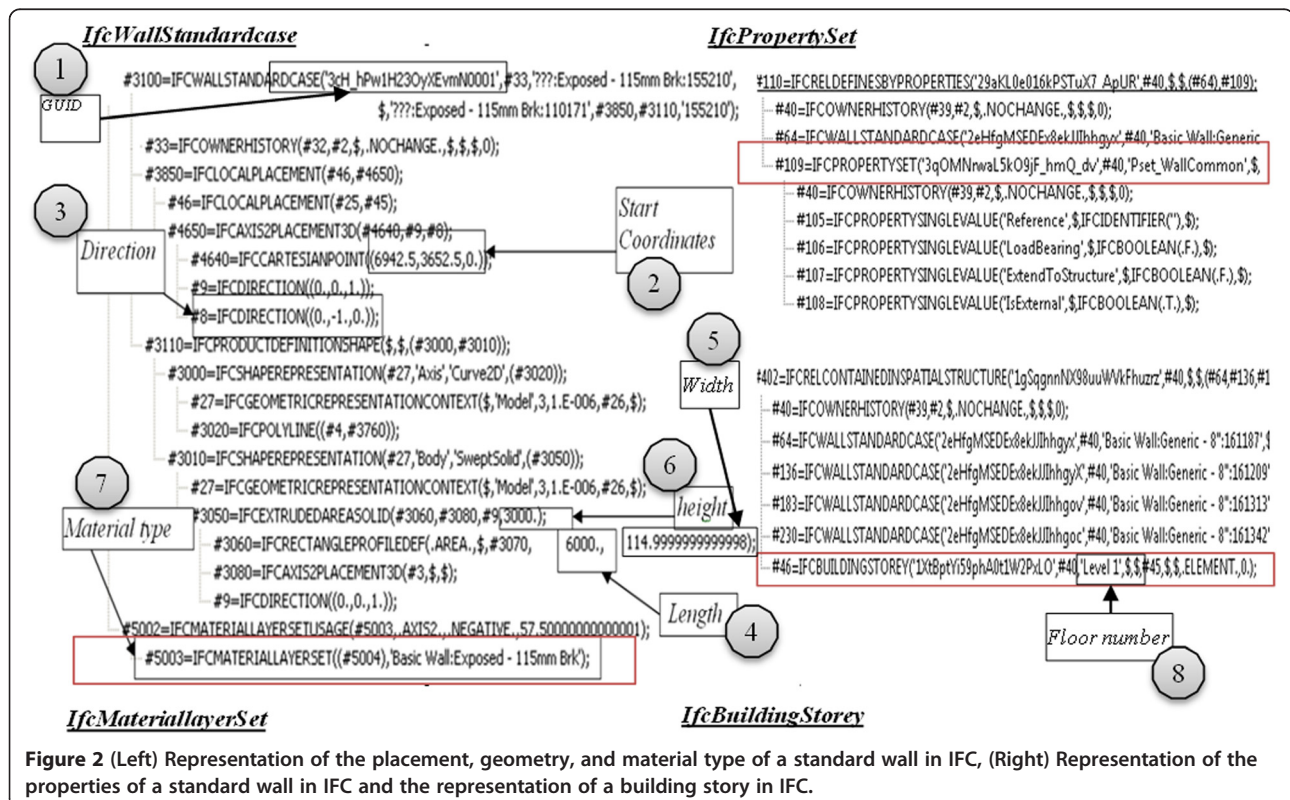 IfcWallStandardcase
1
GUID
#3100=IFCWALLSTANDARDCASE('3cH_hPw1H23OyXEvmN0001',#33,'???:Exposed - 115mm Brk:155210',
$,'???:Exposed - 115mm Brk:110171',#3850,#3110,'155210');
#33=IFCOWNERHISTORY(#32,#2,$,.NOCHANGE.,$,$,$,0);
#3850=IFCLOCALPLACEMENT(#46,#4650);
#46=IFCLOCALPLACEMENT(#25,#45);
#4650=IFCAXIS2PLACEMENT3D(#4640,#9,#8);
#4640=IFCCARTESIANPOINT((6942.5,3652.5,0.));
#9=IFCDIRECTION((0.,0.,1.));
#8=IFCDIRECTION((0.,-1.,0.));
3
Direction
Start
Coordinates
2
#3110=IFCPRODUCTDEFINITIONSHAPE($,$,(#3000,#3010));
#3000=IFCSHAPEREPRESENTATION(#27,'Axis','Curve2D',(#3020));
#27=IFCGEOMETRICREPRESENTATIONCONTEXT($,'Model',3,1.E-006,#26,$);
#3020=IFCPOLYLINE((#4,#3760));
#3010=IFCSHAPEREPRESENTATION(#27,'Body','SweptSolid',(#3050));
#27=IFCGEOMETRICREPRESENTATIONCONTEXT($,'Model',3,1.E-006,#26,$);
#3050=IFCEXTRUDEDAREASOLID(#3060,#3080,#9,3000.);
#3060=IFCRECTANGLEPROFILEDEF(.AREA.,$,#3070, 6000., 114.9999999999998);
#3080=IFCAXIS2PLACEMENT3D(#3,$,$);
#9=IFCDIRECTION((0.,0.,1.));
5
Width
6
height
7
Material type
Length
4
#5002=IFCMATERIALLAYERSETUSAGE(#5003,.AXIS2.,.NEGATIVE.,57.50000000000001);
#5003=IFCMATERIALLAYERSET((#5004),'Basic Wall:Exposed - 115mm Brk');
IfcMateriallayerSet
IfcPropertySet
#110=IFCRELDEFINESBYPROPERTIES('29aKL0e016kPSTuX7_ApUR',#40,$,$,(#64),#109);
#40=IFCOWNERHISTORY(#39,#2,$,.NOCHANGE.,$,$,$,0);
#64=IFCWALLSTANDARDCASE('2eHfgMSEDEx8ekJJIhhgyx',#40,'Basic Wall:Generic
#109=IFCPROPERTYSET('3qOMNnwaL5kO9jF_hmQ_dv',#40,'Pset_WallCommon',$,
#40=IFCOWNERHISTORY(#39,#2,$,.NOCHANGE.,$,$,$,0);
#105=IFCPROPERTYSINGLEVALUE('Reference',$,IFCIDENTIFIER(''),$);
#106=IFCPROPERTYSINGLEVALUE('LoadBearing',$,IFCBOOLEAN(.F.),$);
#107=IFCPROPERTYSINGLEVALUE('ExtendToStructure',$,IFCBOOLEAN(.F.),$);
#108=IFCPROPERTYSINGLEVALUE('IsExternal',$,IFCBOOLEAN(.T.),$);
#402=IFCRELCONTAINEDINSPATIALSTRUCTURE('1gSqgnnNX98uuWVkFhuzrz',#40,$,$,(#64,#136,#1
#40=IFCOWNERHISTORY(#39,#2,$,.NOCHANGE.,$,$,$,0);
#64=IFCWALLSTANDARDCASE('2eHfgMSEDEx8ekJJIhhgyx',#40,'Basic Wall:Generic - 8":161187',$
#136=IFCWALLSTANDARDCASE('2eHfgMSEDEx8ekJJIhhgyX',#40,'Basic Wall:Generic - 8":161209'
#183=IFCWALLSTANDARDCASE('2eHfgMSEDEx8ekJJIhhgov',#40,'Basic Wall:Generic - 8":161313'
#230=IFCWALLSTANDARDCASE('2eHfgMSEDEx8ekJJIhhgoc',#40,'Basic Wall:Generic - 8":161342'
#46=IFCBUILDINGSTOREY('1XtBptYi59phA0t1W2PxLO',#40,'Level 1',$,$,#45,$,$,.ELEMENT.,0.);
Floor number
8
IfcBuildingStorey
Figure 2 (Left) Representation of the placement, geometry, and material type of a standard wall in IFC, (Right) Representation of the
properties of a standard wall in IFC and the representation of a building story in IFC.